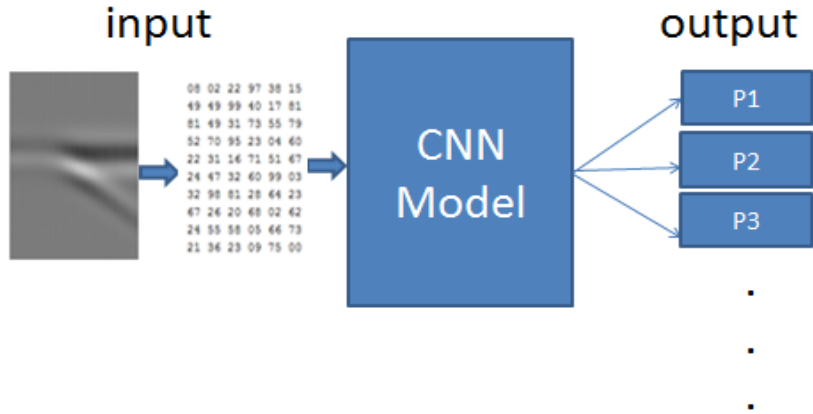 input
output
08 02 22 97 38 15
49 49 99 40 17 81
81 49 31 73 55 79
52 70 95 23 04 60
22 31 16 71 51 67
24 47 32 60 99 03
32 98 81 28 64 23
67 26 20 68 02 62
24 55 58 05 66 73
21 36 23 09 75 00
CNN
Model
P1
P2
P3
.
.
.